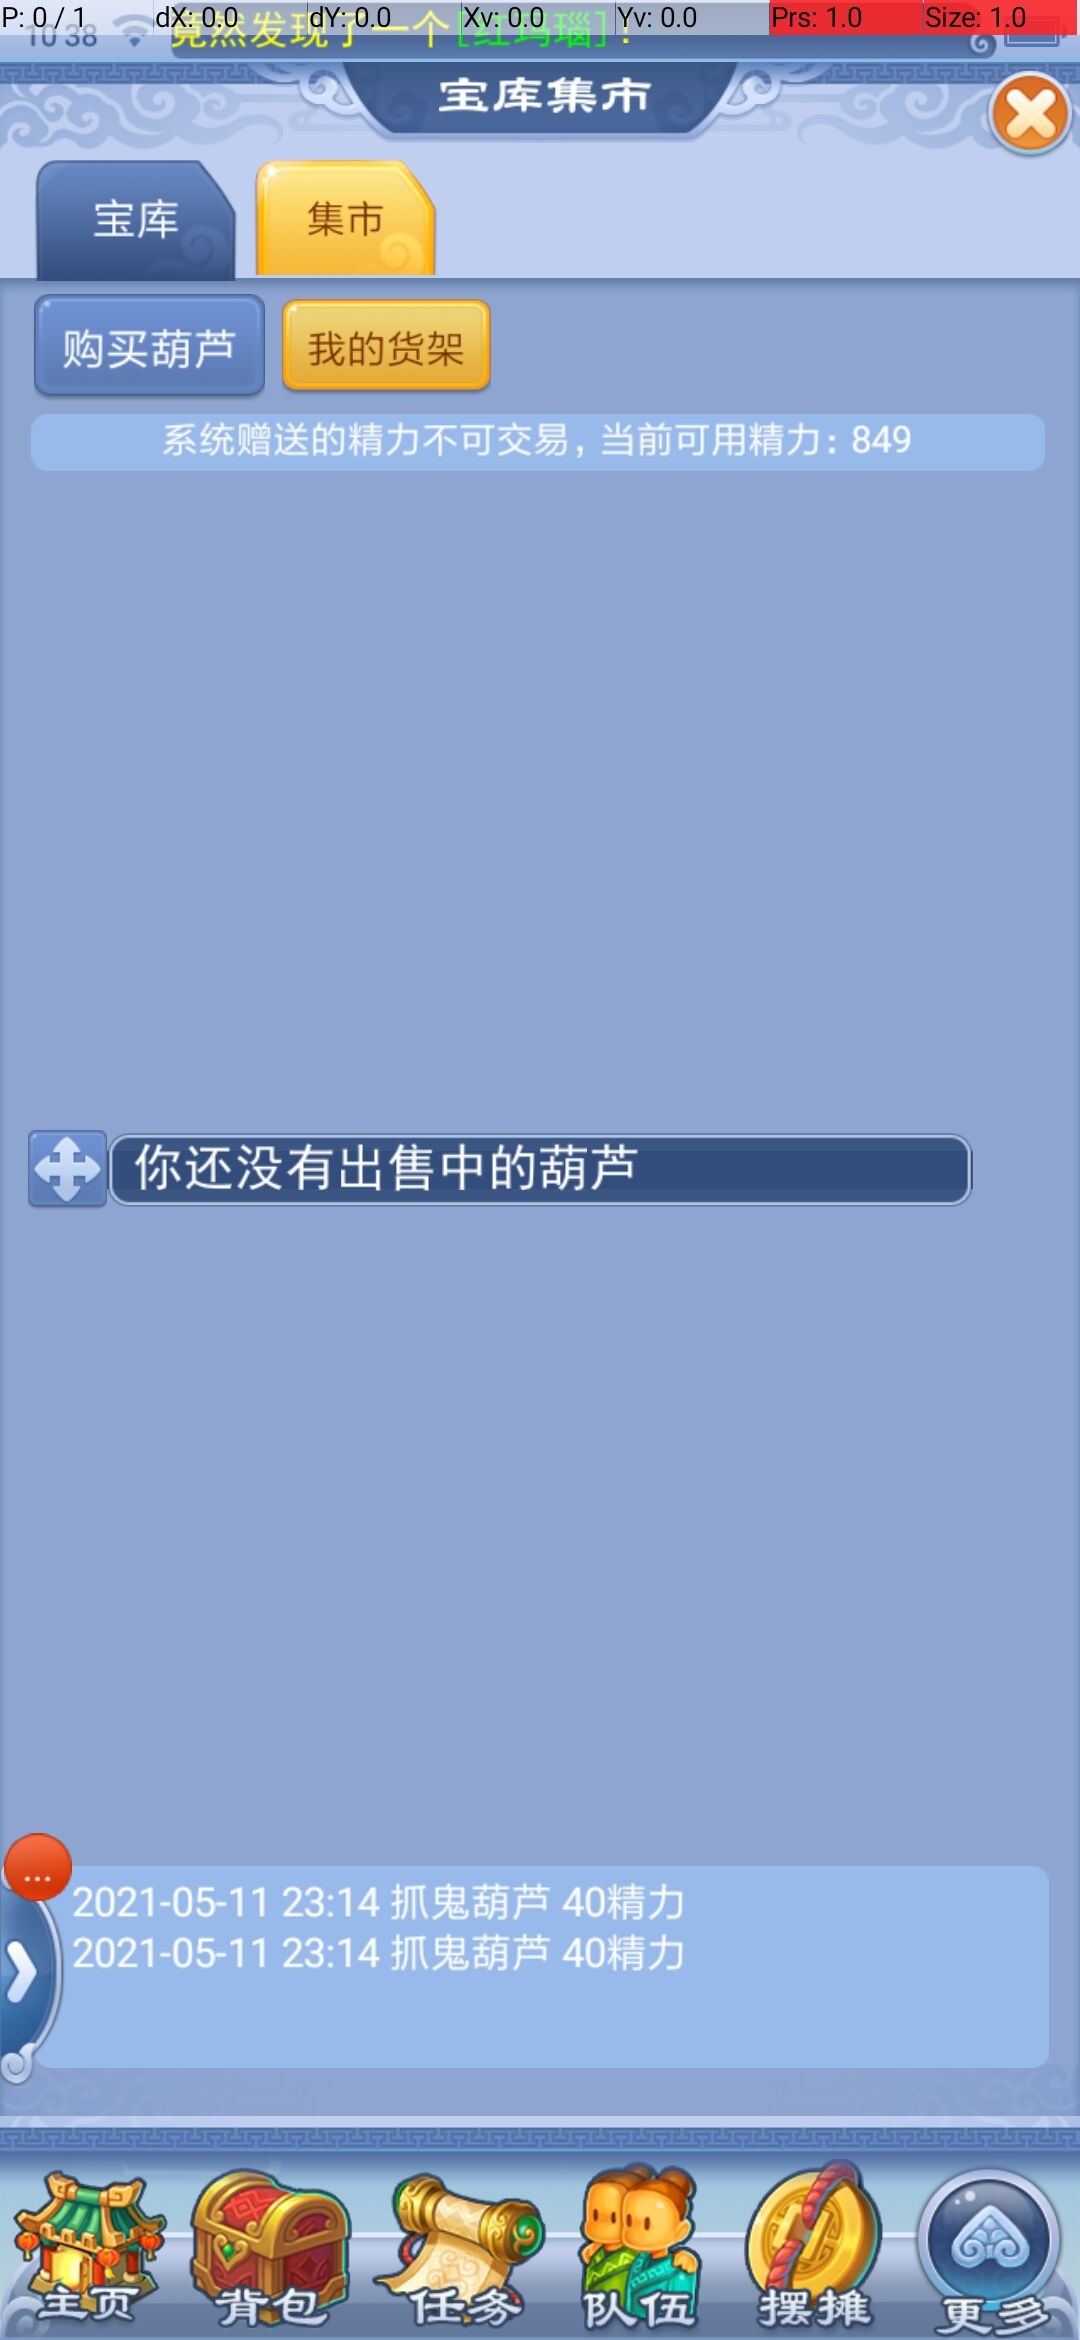 P: 0 / 1 dX: 0.0 dY: 0.0 Xv: 0.0 Yv: 0.0 Prs: 1.0 Size: 1.0
10 38 竟然发现了一个[红玛瑙]！
宝库集市
宝库 集市
购买葫芦 我的货架
系统赠送的精力不可交易，当前可用精力：849
你还没有出售中的葫芦
...
2021-05-11 23:14 抓鬼葫芦 40精力
2021-05-11 23:14 抓鬼葫芦 40精力
主页 背包 任务 队伍 摆摊 更多